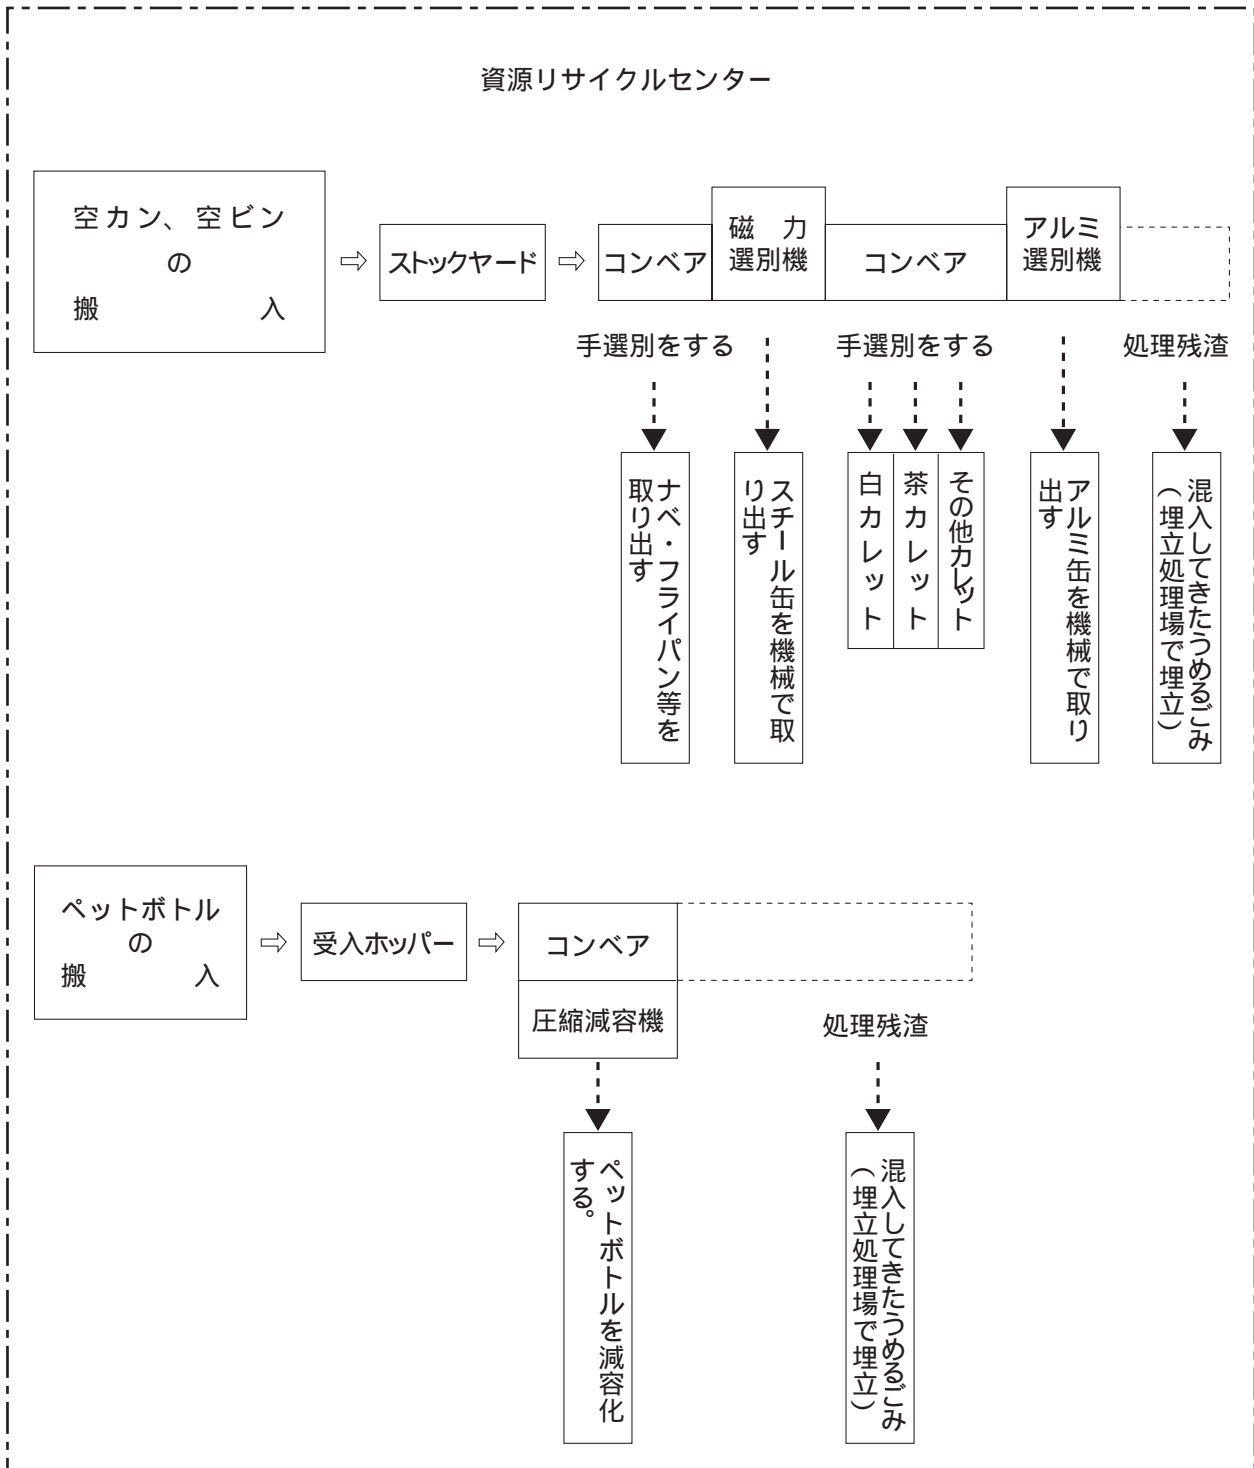 資源リサイクルセンター
空カン、空ビン
の
搬入
⇨
ストックヤード
⇨
コンベア
磁力
選別機
コンベア
アルミ
選別機
手選別をする
手選別をする
処理残渣
ナベ・フライパン等を
取り出す
スチール缶を機械で取
り出す
白カレット
茶カレット
その他カレット
アルミ缶を機械で取り
出す
混入してきたうめるごみ
（埋立処理場で埋立）
ペットボトル
の
搬入
⇨
受入ホッパー
⇨
コンベア
圧縮減容機
処理残渣
ペットボトルを減容化
する。
混入してきたうめるごみ
（埋立処理場で埋立）